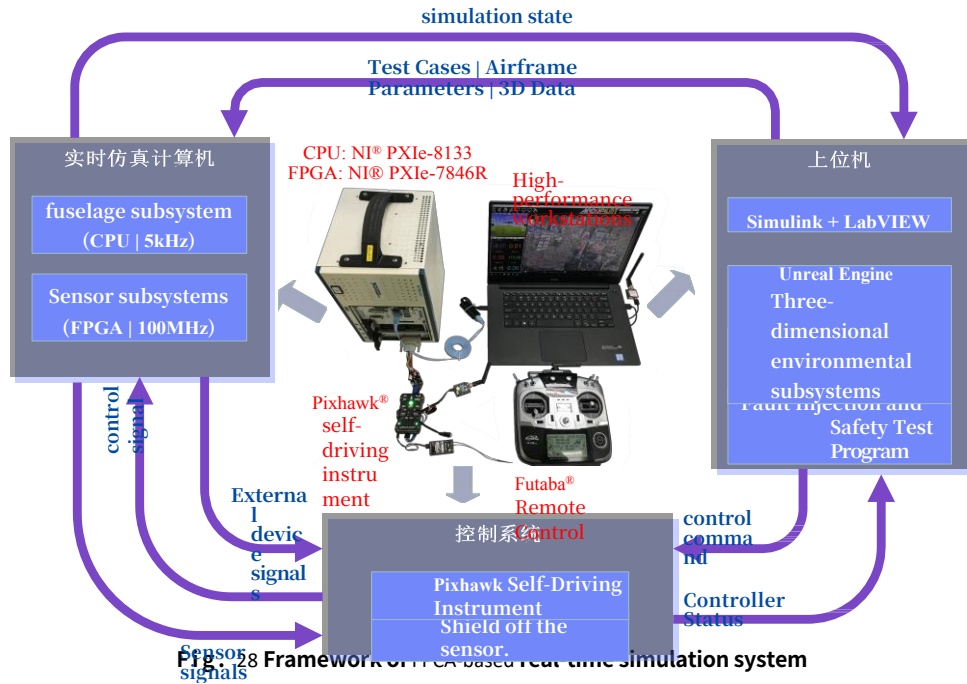 simulation state
Test Cases | Airframe
Parameters | 3D Data
实时仿真计算机
fuselage subsystem
(CPU | 5kHz)
Sensor subsystems
(FPGA | 100MHz)
CPU: NI® PXIe-8133
FPGA: NI® PXIe-7846R
High-
performance
workstations
上位机
Simulink + LabVIEW
Unreal Engine
Three-
dimensional
environmental
subsystems
Fault Injection and
Safety Test
Program
control
signal
Pixhawk®
self-
driving
instru
ment
Futaba®
Remote
Control
Externa
l
devic
e
signal
s
控制系统
Pixhawk Self-Driving
Instrument
Shield off the
sensor.
control
comma
nd
Controller
Status
Sensor
signals
Fig. 28 Framework of FPGA-based real-time simulation system